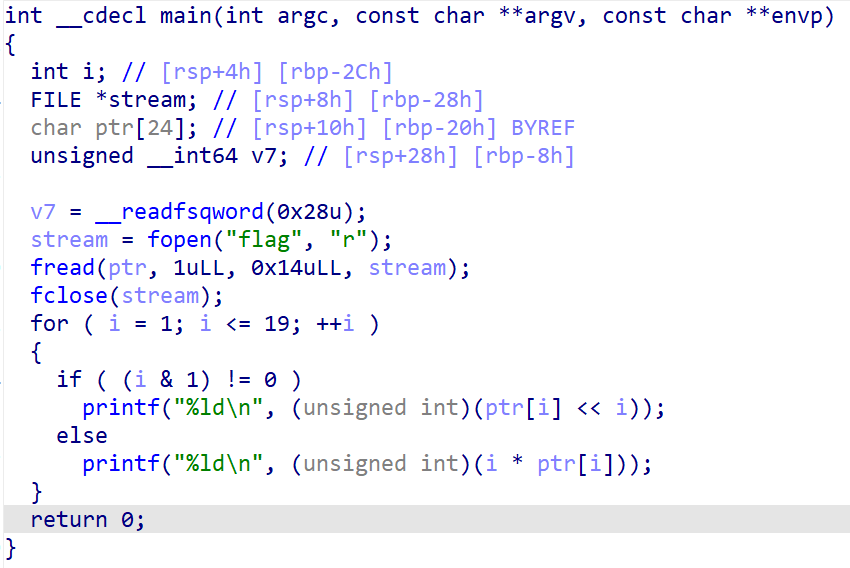 int __cdecl main(int argc, const char **argv, const char **envp)
{
  int i; // [rsp+4h] [rbp-2Ch]
  FILE *stream; // [rsp+8h] [rbp-28h]
  char ptr[24]; // [rsp+10h] [rbp-20h] BYREF
  unsigned __int64 v7; // [rsp+28h] [rbp-8h]

  v7 = __readfsqword(0x28u);
  stream = fopen("flag", "r");
  fread(ptr, 1uLL, 0x14uLL, stream);
  fclose(stream);
  for ( i = 1; i <= 19; ++i )
  {
    if ( (i & 1) != 0 )
      printf("%ld\n", (unsigned int)(ptr[i] << i));
    else
      printf("%ld\n", (unsigned int)(i * ptr[i]));
  }
  return 0;
}